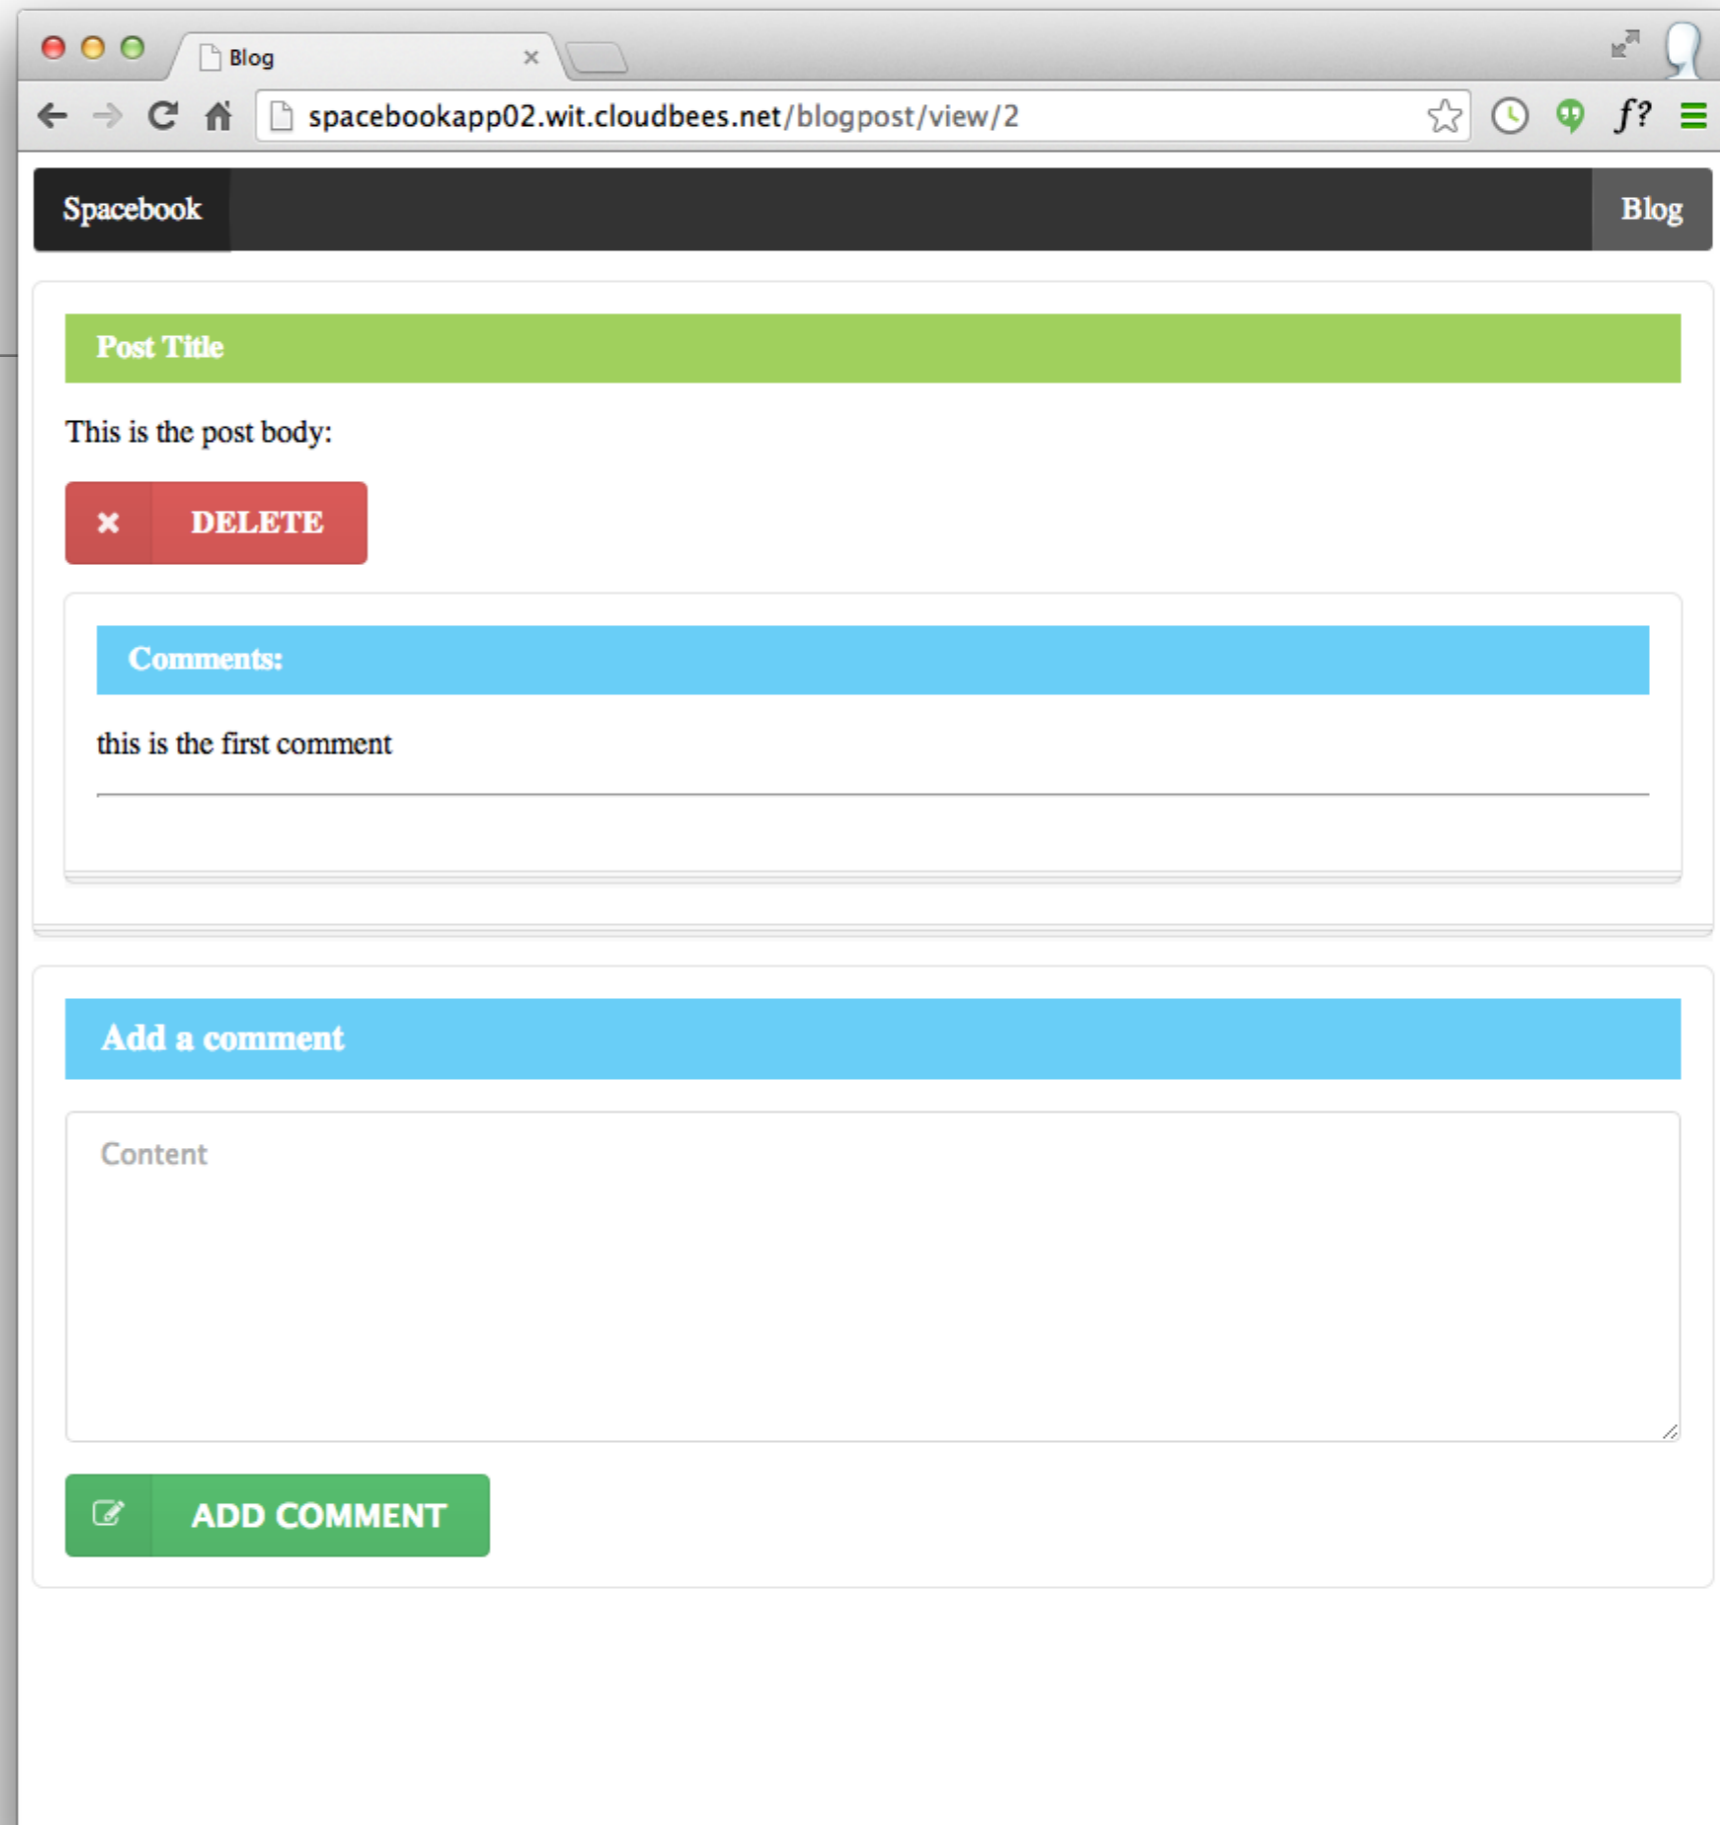 Blog
spacebookapp02.wit.cloudbees.net/blogpost/view/2
f?
Spacebook
Blog
Post Title
This is the post body:
DELETE
Comments:
this is the first comment
Add a comment
Content
ADD COMMENT